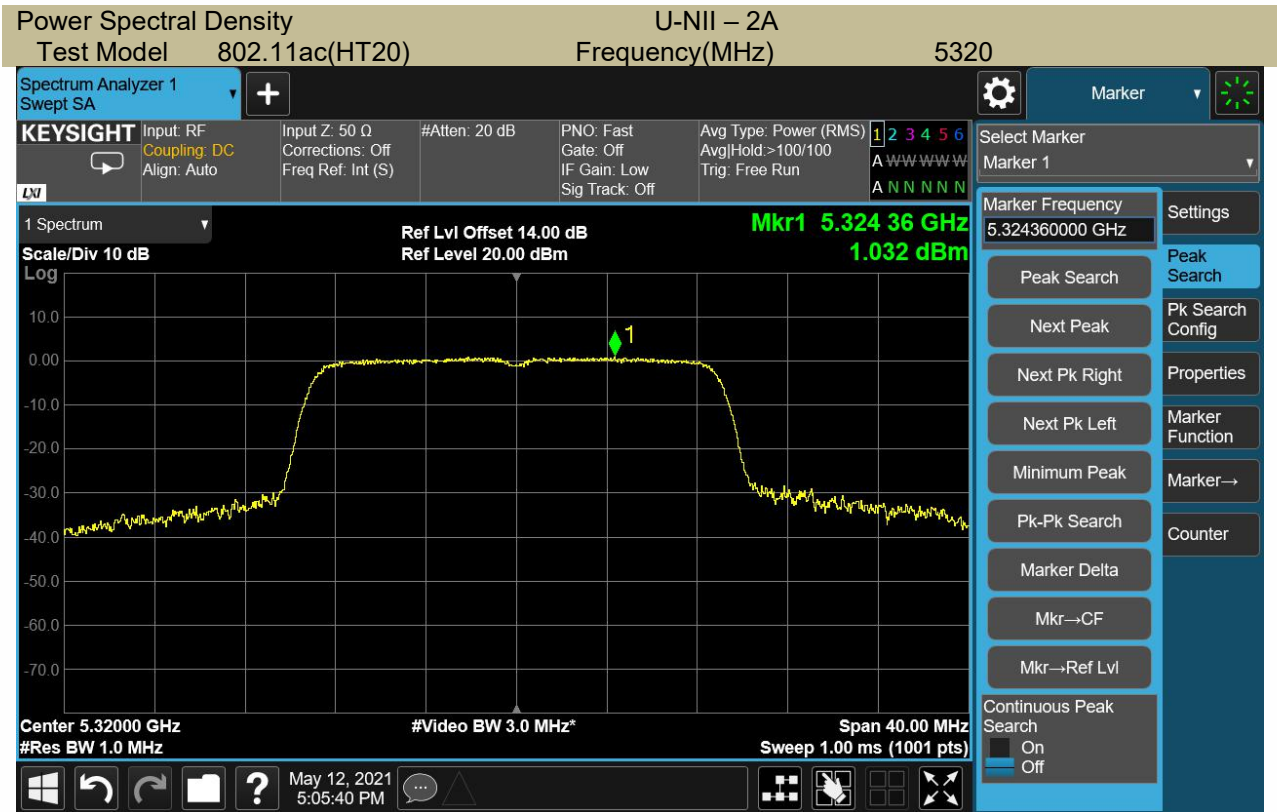 Power Spectral Density U-NII – 2A
Test Model 802.11ac(HT20) Frequency(MHz) 5320
Spectrum Analyzer 1
Swept SA
+
Marker
KEYSIGHT
LXI
Input: RF
Coupling: DC
Align: Auto
Input Z: 50 Ω
Corrections: Off
Freq Ref: Int (S)
#Atten: 20 dB
PNO: Fast
Gate: Off
IF Gain: Low
Sig Track: Off
Avg Type: Power (RMS)
Avg|Hold:>100/100
Trig: Free Run
1 2 3 4 5 6
A W W W W W
A N N N N N
Select Marker
Marker 1
1 Spectrum
Scale/Div 10 dB
Ref Lvl Offset 14.00 dB
Ref Level 20.00 dBm
Mkr1 5.324 36 GHz
1.032 dBm
Log
10.0
0.00
-10.0
-20.0
-30.0
-40.0
-50.0
-60.0
-70.0
1
Center 5.32000 GHz
#Res BW 1.0 MHz
#Video BW 3.0 MHz*
Span 40.00 MHz
Sweep 1.00 ms (1001 pts)
Marker Frequency
5.324360000 GHz
Peak Search
Next Peak
Next Pk Right
Next Pk Left
Minimum Peak
Pk-Pk Search
Marker Delta
Mkr→CF
Mkr→Ref Lvl
Continuous Peak
Search
On
Off
Settings
Peak
Search
Pk Search
Config
Properties
Marker
Function
Marker→
Counter
?
May 12, 2021
5:05:40 PM